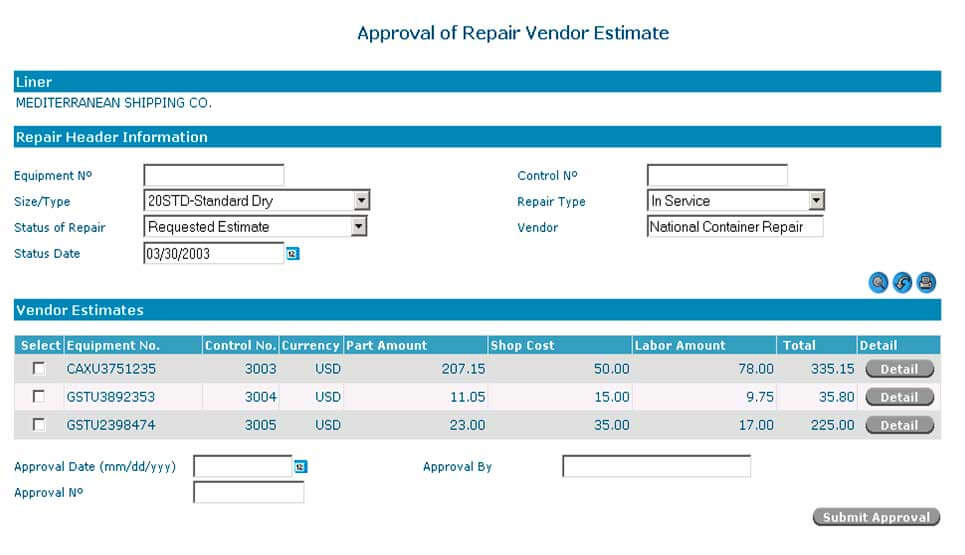 Approval of Repair Vendor Estimate
Liner
MEDITERRANEAN SHIPPING CO.
Repair Header Information
Equipment Nº Control Nº
Size/Type 20STD-Standard Dry Repair Type In Service
Status of Repair Requested Estimate Vendor National Container Repair
Status Date 03/30/2003 12
Vendor Estimates
Select Equipment No. Control No. Currency Part Amount Shop Cost Labor Amount Total Detail
CAXU3751235 3003 USD 207.15 50.00 78.00 335.15 Detail
GSTU3892353 3004 USD 11.05 15.00 9.75 35.80 Detail
GSTU2398474 3005 USD 23.00 35.00 17.00 225.00 Detail
Approval Date (mm/dd/yyy) 12 Approval By
Approval Nº
Submit Approval